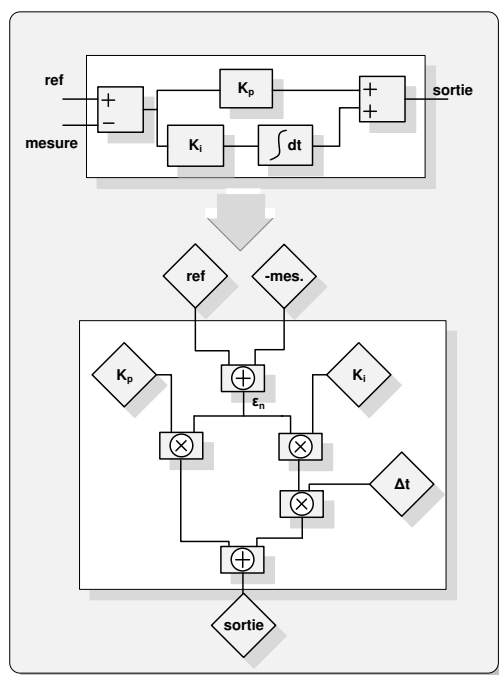 ref
mesure
+
−
Kₚ
Kᵢ
∫dt
+
+
sortie
ref
-mes.
+
εₙ
Kₚ
Kᵢ
×
×
Δt
×
+
sortie